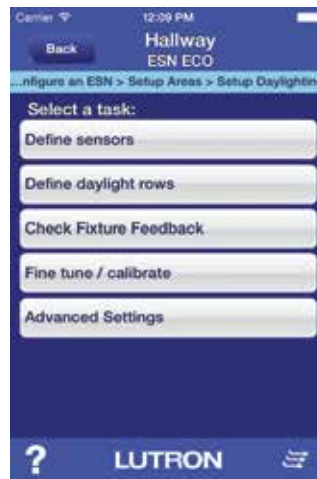 Carrier 12:09 PM
Back
Hallway
ESN ECO
...nfigure an ESN > Setup Areas > Setup Daylightin
Select a task:
Define sensors
Define daylight rows
Check Fixture Feedback
Fine tune / calibrate
Advanced Settings
? LUTRON